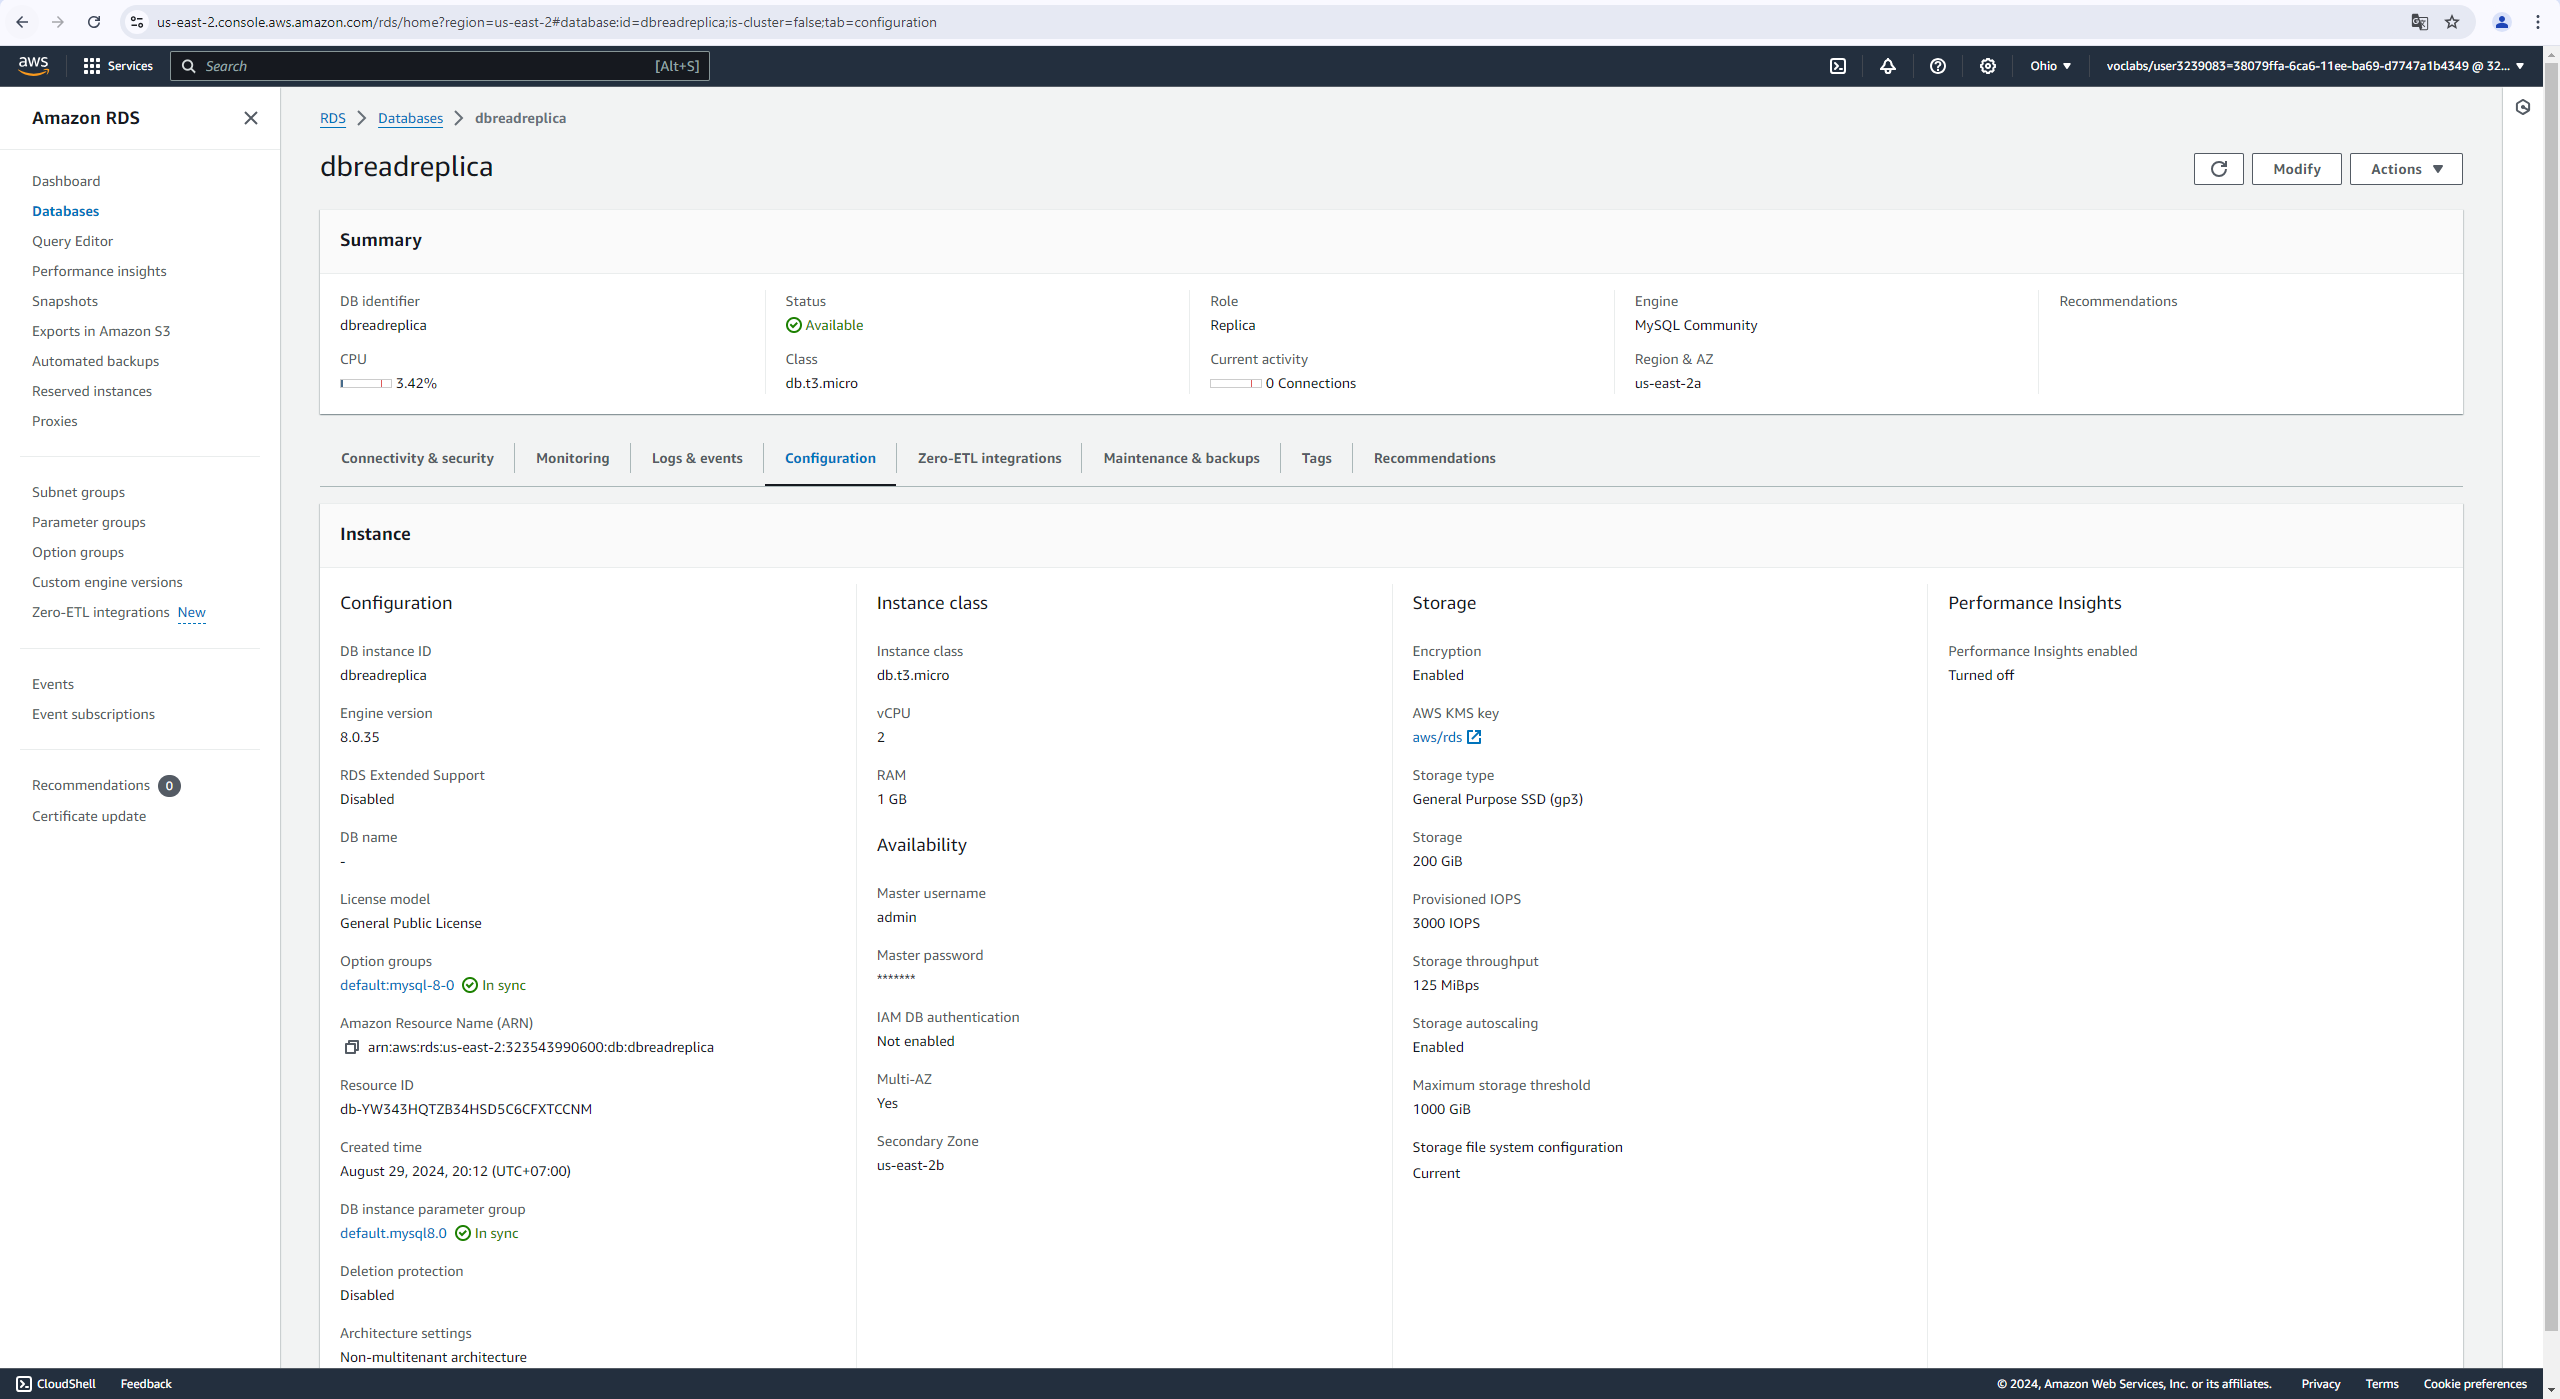 us-east-2.console.aws.amazon.com/rds/home?region=us-east-2#database:id=dbreadreplica;is-cluster=false;tab=configuration
aws Services Search [Alt+S] Ohio voclabs/user3239083=38079ffa-6ca6-11ee-ba69-d7747a1b4349 @ 32...
Amazon RDS
Dashboard
Databases
Query Editor
Performance insights
Snapshots
Exports in Amazon S3
Automated backups
Reserved instances
Proxies
Subnet groups
Parameter groups
Option groups
Custom engine versions
Zero-ETL integrations New
Events
Event subscriptions
Recommendations 0
Certificate update
RDS Databases dbreadreplica
dbreadreplica
Modify
Actions
Summary
DB identifier
dbreadreplica
CPU
3.42%
Status
Available
Class
db.t3.micro
Role
Replica
Current activity
0 Connections
Engine
MySQL Community
Region & AZ
us-east-2a
Recommendations
Connectivity & security Monitoring Logs & events Configuration Zero-ETL integrations Maintenance & backups Tags Recommendations
Instance
Configuration
DB instance ID
dbreadreplica
Engine version
8.0.35
RDS Extended Support
Disabled
DB name
-
License model
General Public License
Option groups
default:mysql-8-0 In sync
Amazon Resource Name (ARN)
arn:aws:rds:us-east-2:323543990600:db:dbreadreplica
Resource ID
db-YW343HQTZB34HSD5C6CFXTCCNM
Created time
August 29, 2024, 20:12 (UTC+07:00)
DB instance parameter group
default.mysql8.0 In sync
Deletion protection
Disabled
Architecture settings
Non-multitenant architecture
Instance class
Instance class
db.t3.micro
vCPU
2
RAM
1 GB
Availability
Master username
admin
Master password
*******
IAM DB authentication
Not enabled
Multi-AZ
Yes
Secondary Zone
us-east-2b
Storage
Encryption
Enabled
AWS KMS key
aws/rds
Storage type
General Purpose SSD (gp3)
Storage
200 GiB
Provisioned IOPS
3000 IOPS
Storage throughput
125 MiBps
Storage autoscaling
Enabled
Maximum storage threshold
1000 GiB
Storage file system configuration
Current
Performance Insights
Performance Insights enabled
Turned off
CloudShell Feedback © 2024, Amazon Web Services, Inc. or its affiliates. Privacy Terms Cookie preferences